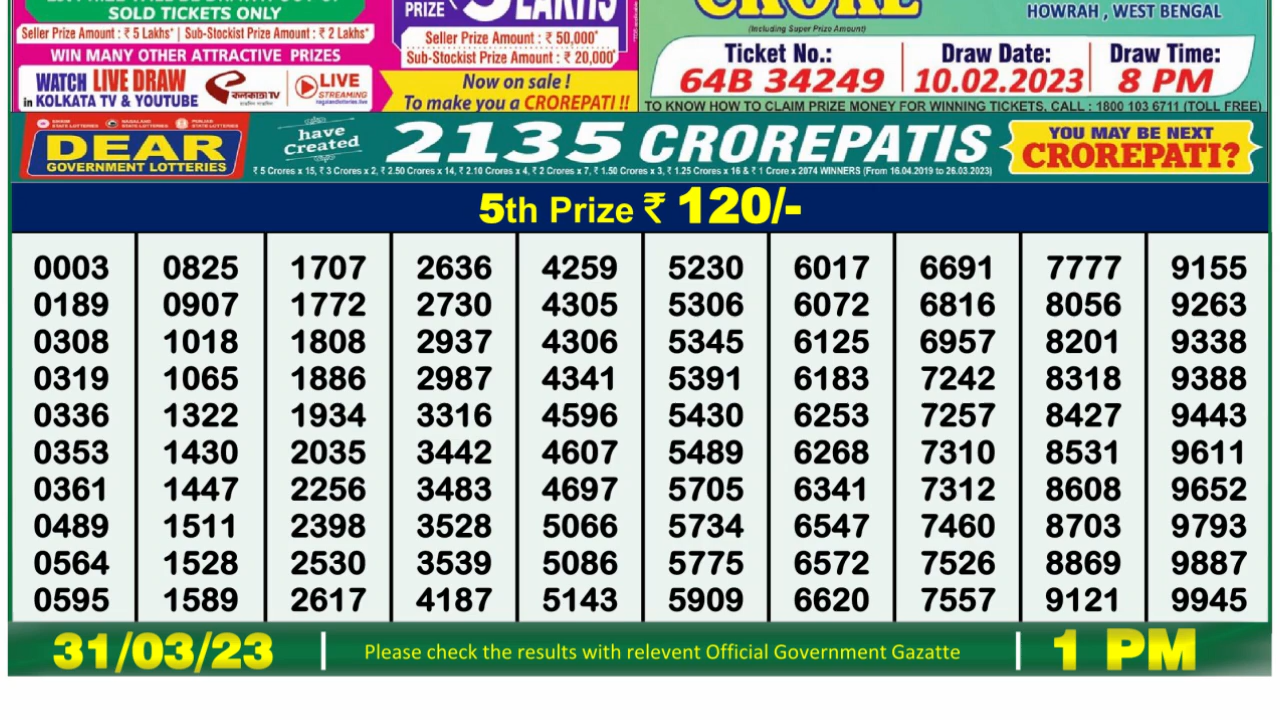 SOLD TICKETS ONLY
Seller Prize Amount : ₹ 5 Lakhs* | Sub-Stockist Prize Amount : ₹ 2 Lakhs*
WIN MANY OTHER ATTRACTIVE PRIZES
WATCH LIVE DRAW
in KOLKATA TV & YOUTUBE
কলকাতা TV
LIVE
STREAMING
PRIZE
LAKHS
Seller Prize Amount : ₹ 50,000*
Sub-Stockist Prize Amount : ₹ 20,000*
Now on sale !
To make you a CROREPATI !!
CRORE
(Including Super Prize Amount)
HOWRAH , WEST BENGAL
Ticket No.: Draw Date: Draw Time:
64B 34249 10.02.2023 8 PM
TO KNOW HOW TO CLAIM PRIZE MONEY FOR WINNING TICKETS, CALL : 1800 103 6711 (TOLL FREE)
DEAR
GOVERNMENT LOTTERIES
have
Created
2135 CROREPATIS
₹ 5 Crores x 15, ₹ 3 Crores x 2, ₹ 2.50 Crores x 14, ₹ 2.10 Crores x 4, ₹ 2 Crores x 7, ₹ 1.50 Crores x 3, ₹ 1.25 Crores x 16 & ₹ 1 Crore x 2074 WINNERS (From 16.04.2019 to 26.03.2023)
YOU MAY BE NEXT
CROREPATI?
5th Prize ₹ 120/-
0003 0825 1707 2636 4259 5230 6017 6691 7777 9155
0189 0907 1772 2730 4305 5306 6072 6816 8056 9263
0308 1018 1808 2937 4306 5345 6125 6957 8201 9338
0319 1065 1886 2987 4341 5391 6183 7242 8318 9388
0336 1322 1934 3316 4596 5430 6253 7257 8427 9443
0353 1430 2035 3442 4607 5489 6268 7310 8531 9611
0361 1447 2256 3483 4697 5705 6341 7312 8608 9652
0489 1511 2398 3528 5066 5734 6547 7460 8703 9793
0564 1528 2530 3539 5086 5775 6572 7526 8869 9887
0595 1589 2617 4187 5143 5909 6620 7557 9121 9945
31/03/23 | Please check the results with relevent Official Government Gazatte | 1 PM